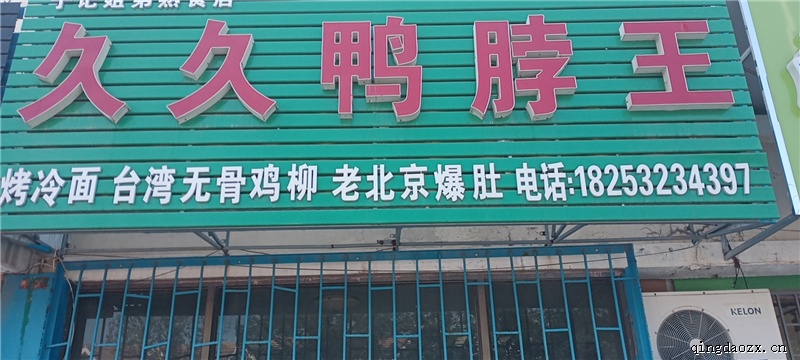 久久鸭脖王
烤冷面 台湾无骨鸡柳 老北京爆肚 电话:18253234397
KELON
qingdaozx.cn